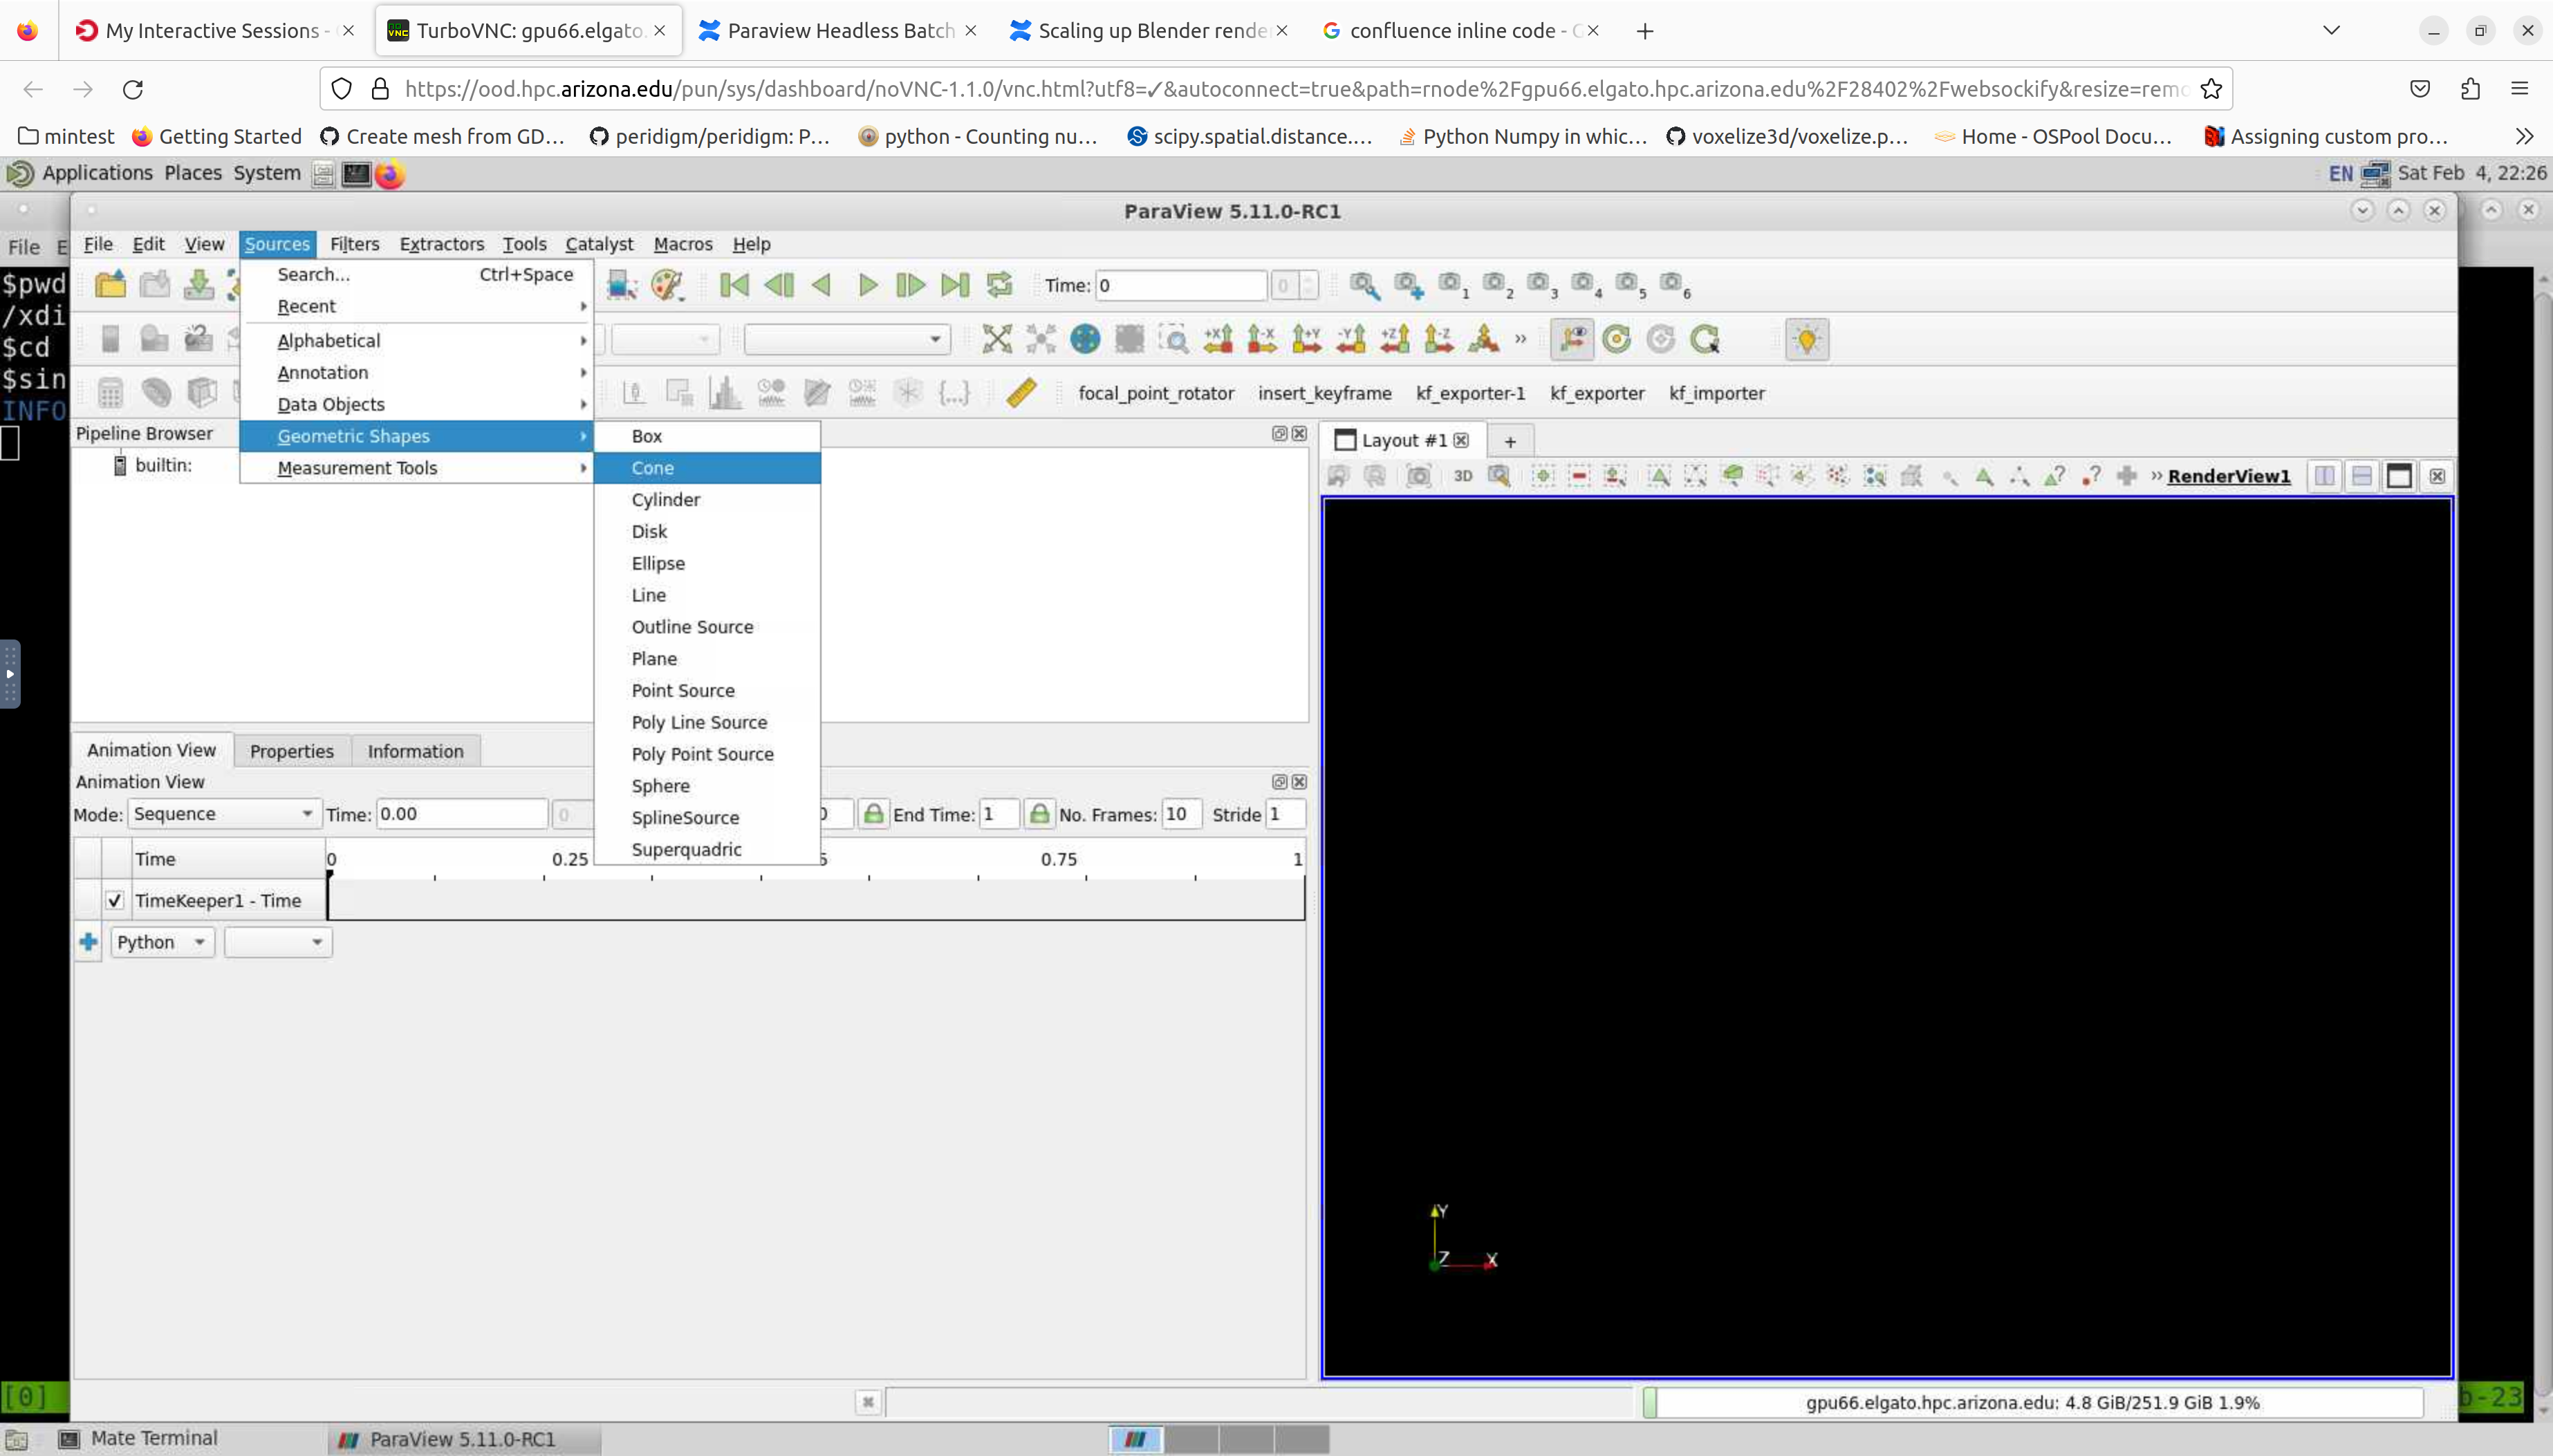 My Interactive Sessions -
TurboVNC: gpu66.elgato.
Paraview Headless Batch
Scaling up Blender rende
confluence inline code -
https://ood.hpc.arizona.edu/pun/sys/dashboard/noVNC-1.1.0/vnc.html?utf8=✓&autoconnect=true&path=rnode%2Fgpu66.elgato.hpc.arizona.edu%2F28402%2Fwebsockify&resize=remo
mintest
Getting Started
Create mesh from GD…
peridigm/peridigm: P…
python - Counting nu…
scipy.spatial.distance.…
Python Numpy in whic…
voxelize3d/voxelize.p…
Home - OSPool Docu…
Assigning custom pro…
Applications Places System
EN
Sat Feb 4, 22:26
ParaView 5.11.0-RC1
File E
File Edit View Sources Filters Extractors Tools Catalyst Macros Help
$pwd
/xdi
$cd
$sin
INFO
Search... Ctrl+Space
Recent
Alphabetical
Annotation
Data Objects
Geometric Shapes
Measurement Tools
Time: 0
0
1 2 3 4 5 6
+X -X +Y -Y +Z -Z
focal_point_rotator insert_keyframe kf_exporter-1 kf_exporter kf_importer
Pipeline Browser
builtin:
Box
Cone
Cylinder
Disk
Ellipse
Line
Outline Source
Plane
Point Source
Poly Line Source
Poly Point Source
Sphere
SplineSource
Superquadric
Layout #1
+
3D
RenderView1
Animation View Properties Information
Animation View
Mode: Sequence Time: 0.00 0
End Time: 1 No. Frames: 10 Stride 1
Time 0 0.25 0.75 1
TimeKeeper1 - Time
Python
Y
Z X
[0]
b-23
gpu66.elgato.hpc.arizona.edu: 4.8 GiB/251.9 GiB 1.9%
Mate Terminal
ParaView 5.11.0-RC1